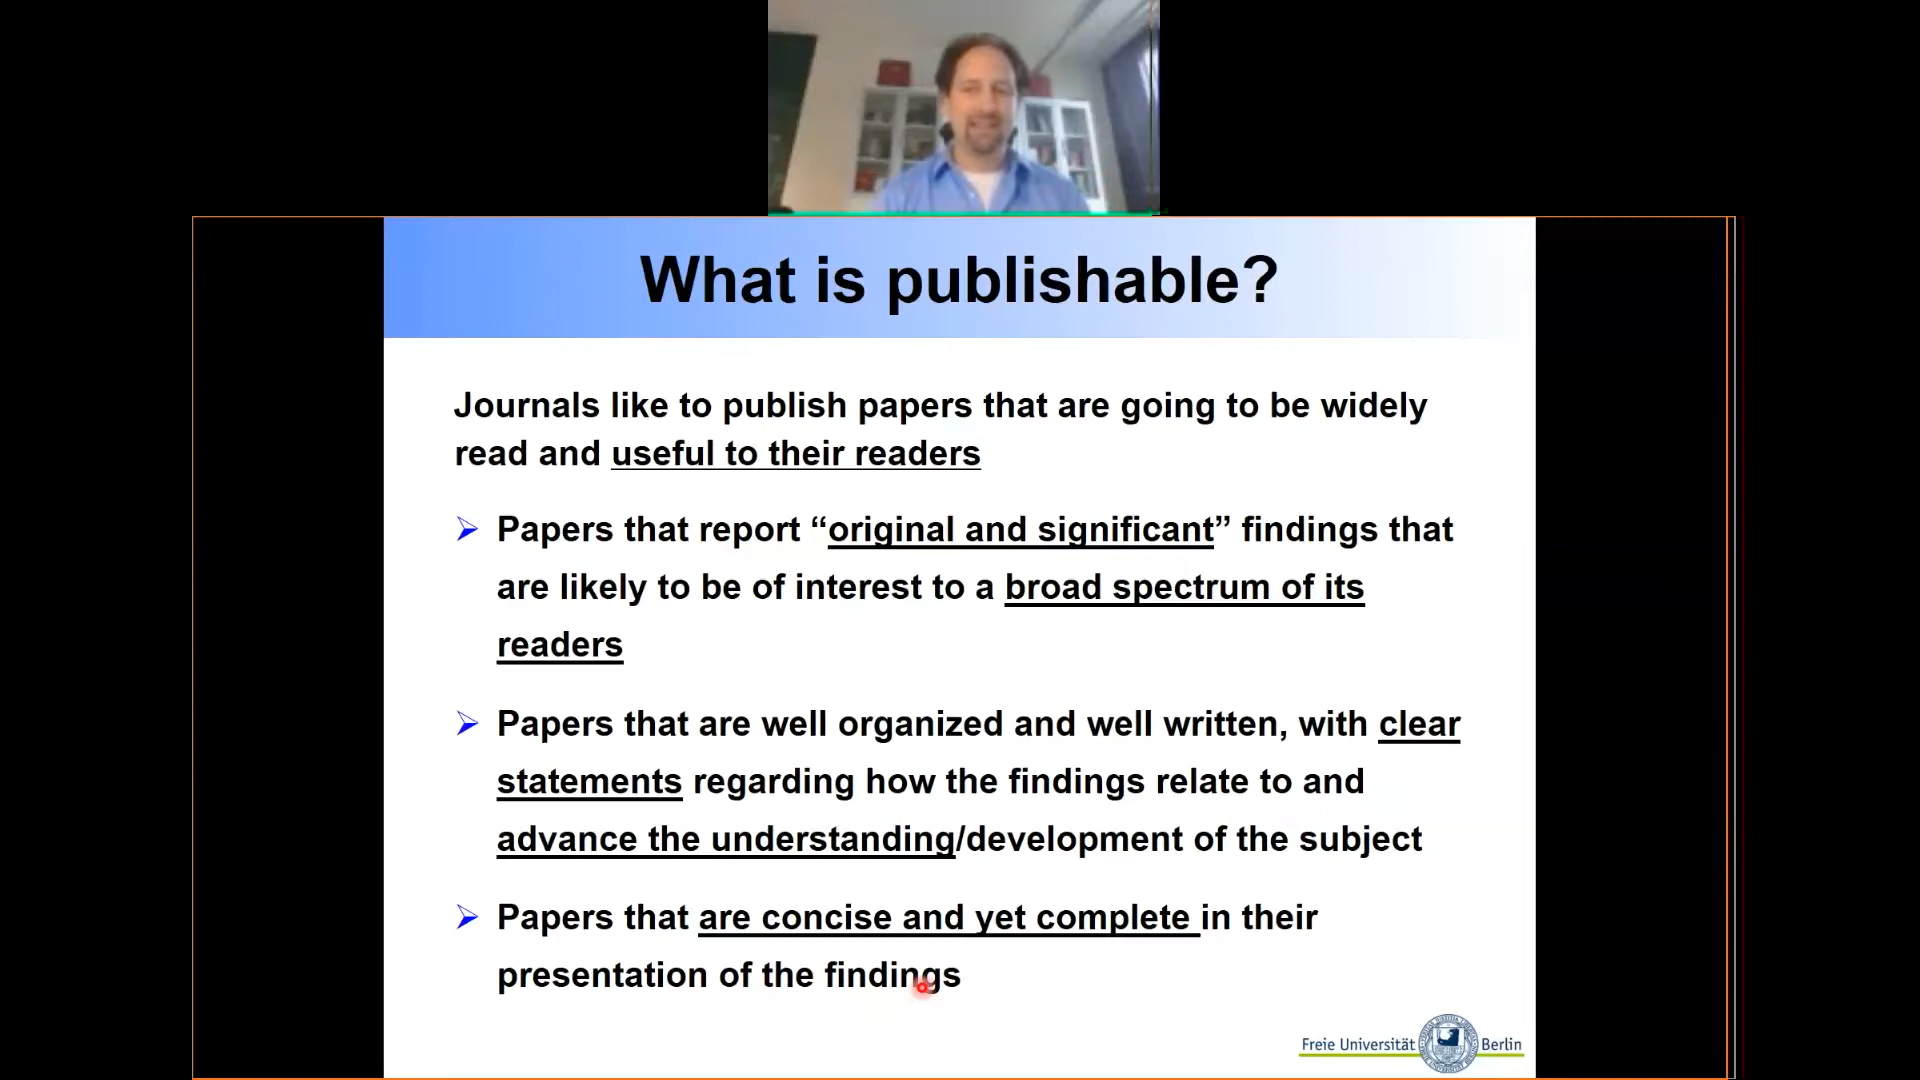 What is publishable?
Journals like to publish papers that are going to be widely
read and useful to their readers
Papers that report “original and significant” findings that
are likely to be of interest to a broad spectrum of its
readers
Papers that are well organized and well written, with clear
statements regarding how the findings relate to and
advance the understanding/development of the subject
Papers that are concise and yet complete in their
presentation of the findings
Freie Universität Berlin